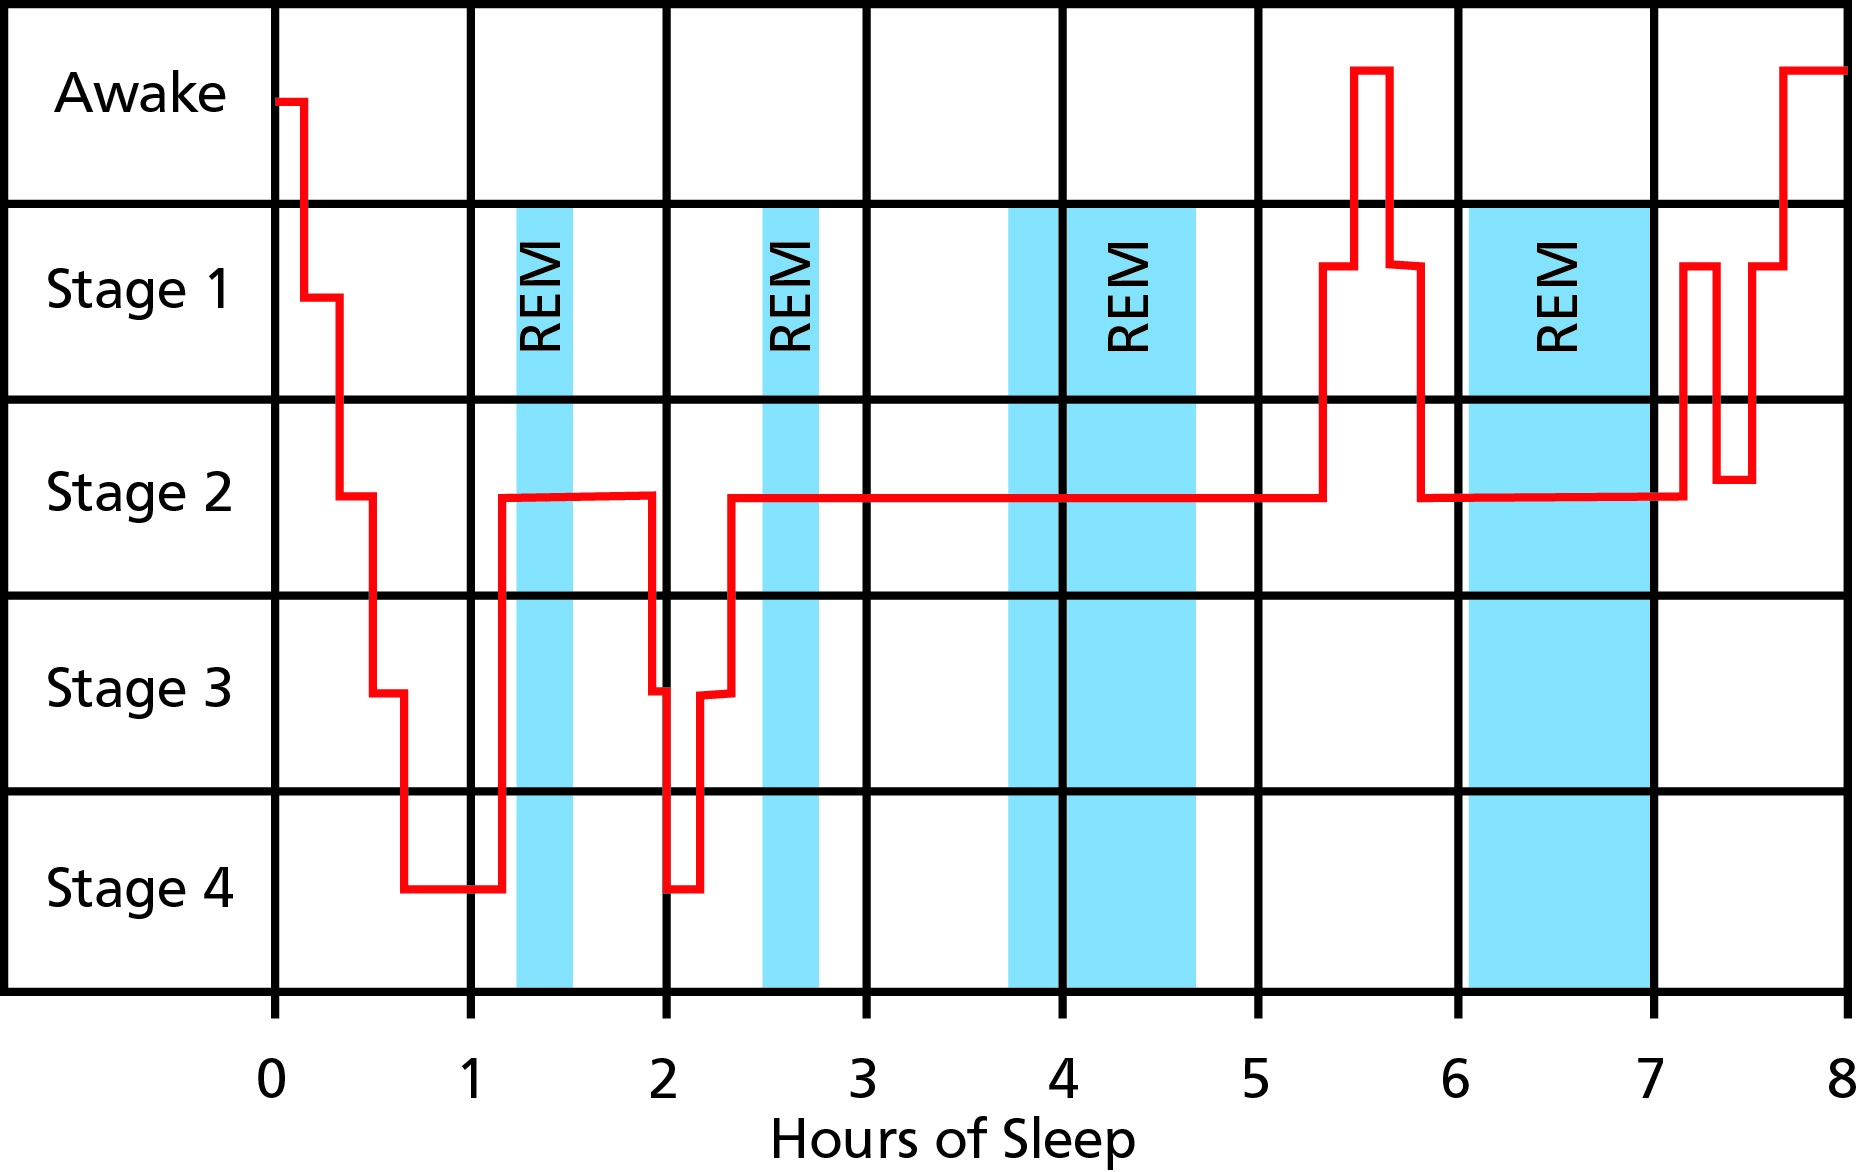 Awake
Stage 1
REM
REM
REM
REM
Stage 2
Stage 3
Stage 4
0 1 2 3 4 5 6 7 8
Hours of Sleep